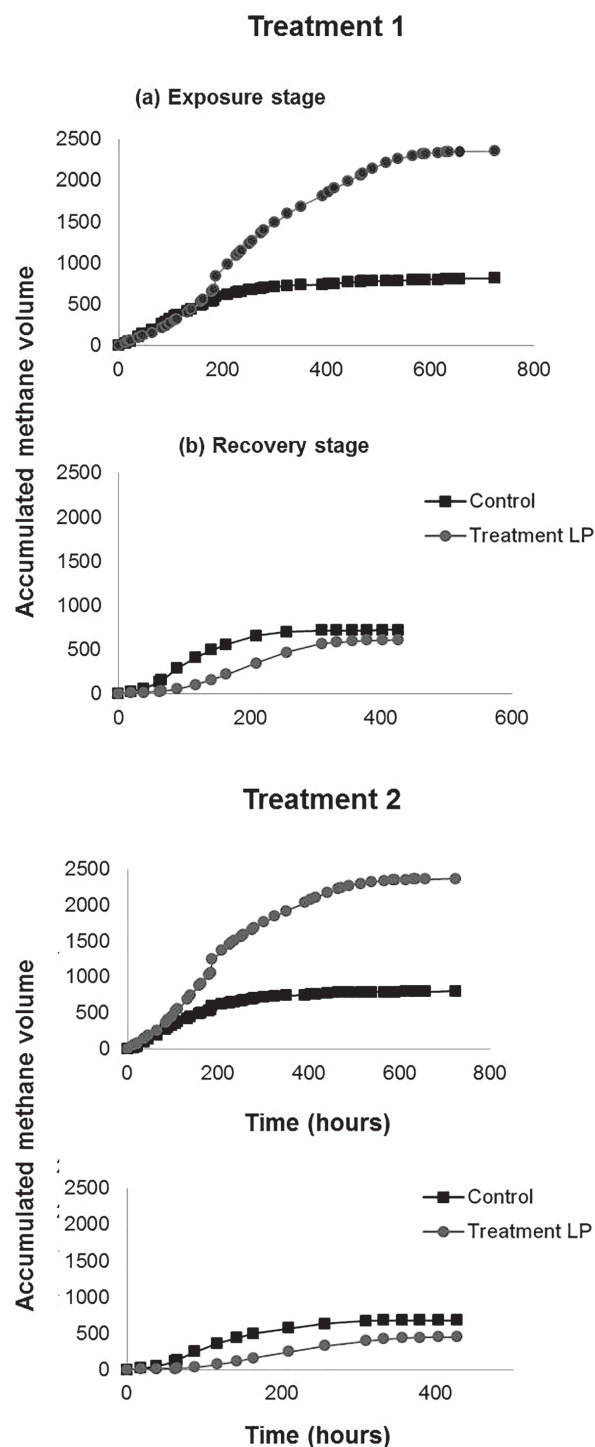 Treatment 1
(a) Exposure stage
2500
2000
1500
1000
500
0
0 200 400 600 800
Accumulated methane volume
(b) Recovery stage
2500
2000
1500
1000
500
0
0 200 400 600
Control
Treatment LP
Treatment 2
2500
2000
1500
1000
500
0
0 200 400 600 800
Time (hours)
Accumulated methane volume
2500
2000
1500
1000
500
0
0 200 400
Control
Treatment LP
Time (hours)